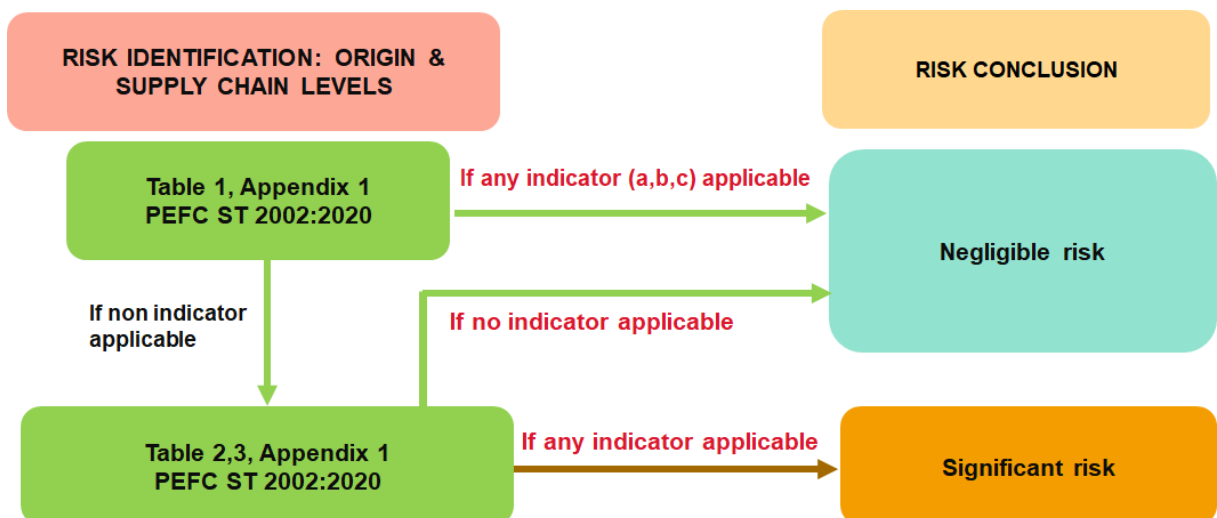 RISK IDENTIFICATION: ORIGIN &
SUPPLY CHAIN LEVELS
RISK CONCLUSION
Table 1, Appendix 1
PEFC ST 2002:2020
If any indicator (a,b,c) applicable
Negligible risk
If non indicator
applicable
If no indicator applicable
Table 2,3, Appendix 1
PEFC ST 2002:2020
If any indicator applicable
Significant risk